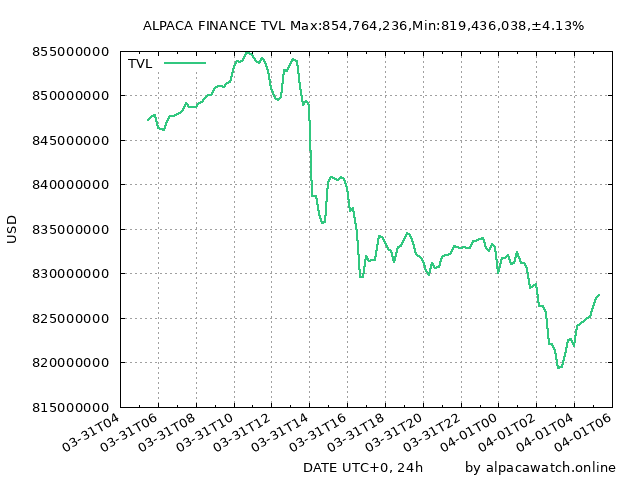 ALPACA FINANCE TVL Max:854,764,236,Min:819,436,038,±4.13%
TVL
855000000
850000000
845000000
840000000
835000000
830000000
825000000
820000000
815000000
USD
03-31T04
03-31T06
03-31T08
03-31T10
03-31T12
03-31T14
03-31T16
03-31T18
03-31T20
03-31T22
04-01T00
04-01T02
04-01T04
04-01T06
DATE UTC+0, 24h
by alpacawatch.online